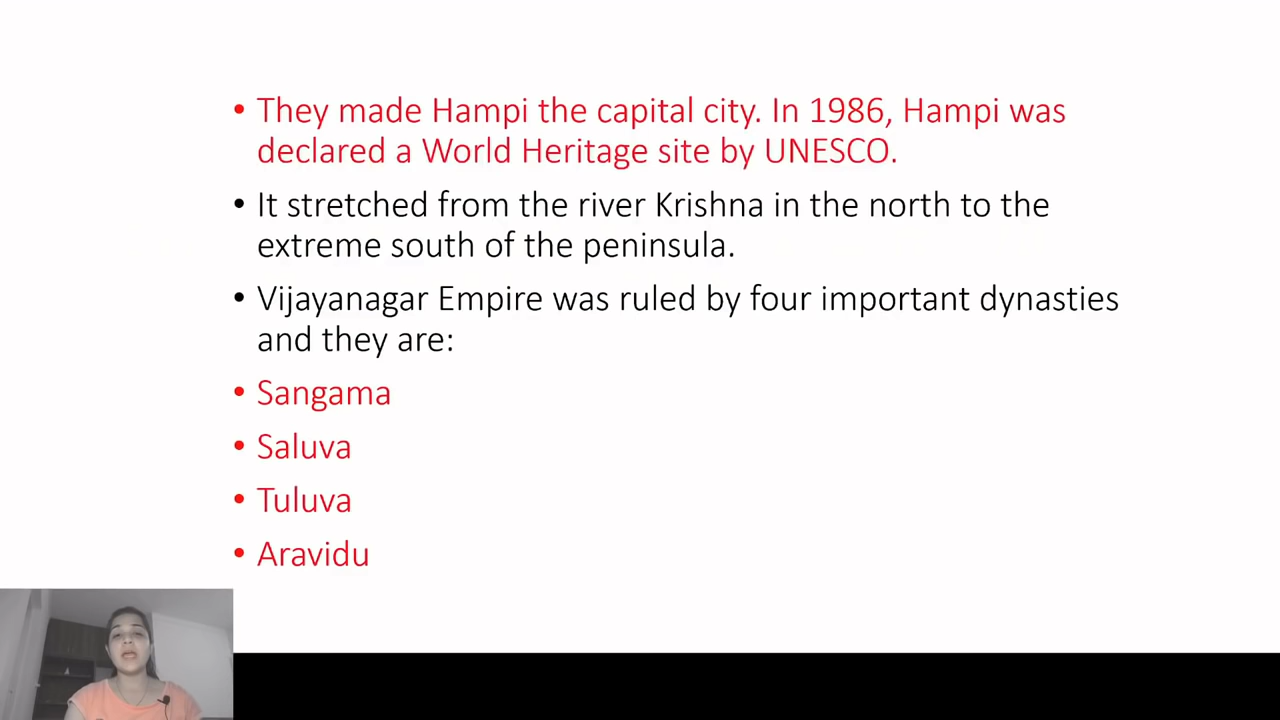 • They made Hampi the capital city. In 1986, Hampi was
declared a World Heritage site by UNESCO.
• It stretched from the river Krishna in the north to the
extreme south of the peninsula.
• Vijayanagar Empire was ruled by four important dynasties
and they are:
• Sangama
• Saluva
• Tuluva
• Aravidu